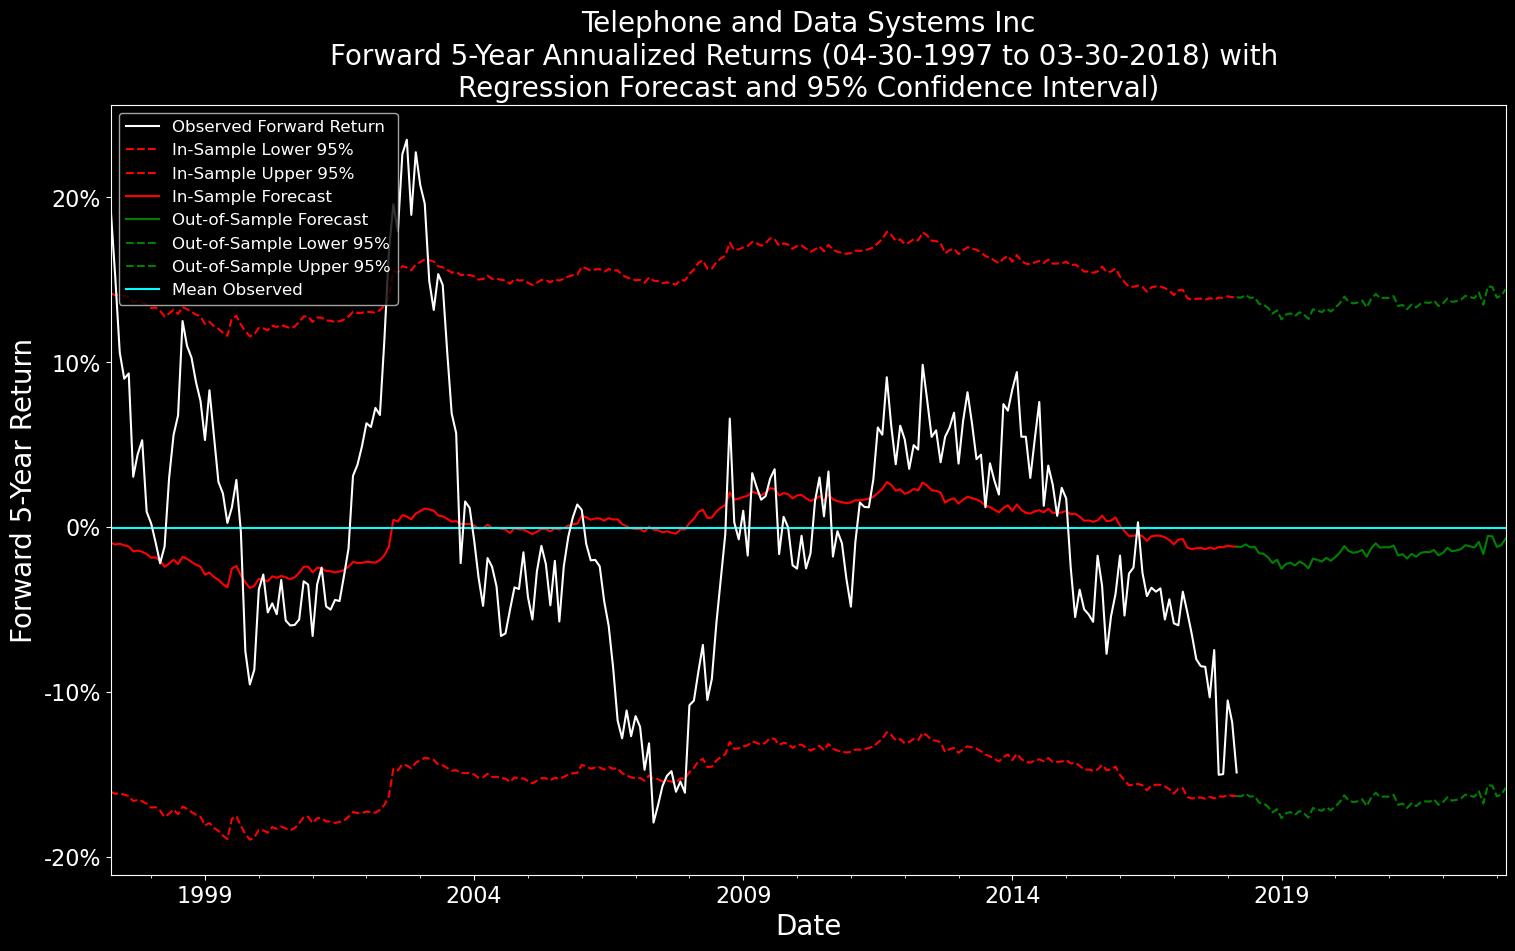 Telephone and Data Systems Inc
Forward 5-Year Annualized Returns (04-30-1997 to 03-30-2018) with
Regression Forecast and 95% Confidence Interval)
Observed Forward Return
In-Sample Lower 95%
In-Sample Upper 95%
In-Sample Forecast
Out-of-Sample Forecast
Out-of-Sample Lower 95%
Out-of-Sample Upper 95%
Mean Observed
Forward 5-Year Return
20%
10%
0%
-10%
-20%
1999 2004 2009 2014 2019
Date